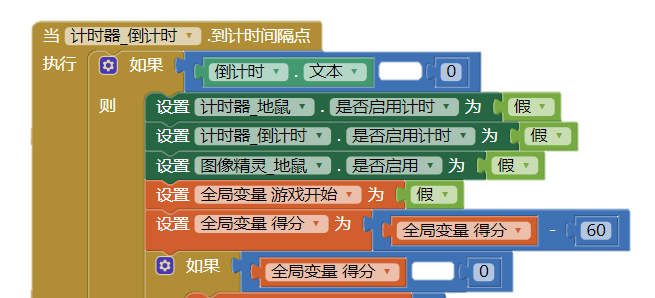 当 计时器_倒计时 .到计时间隔点
执行 如果 倒计时 . 文本 0
则 设置 计时器_地鼠 . 是否启用计时 为 假
设置 计时器_倒计时 . 是否启用计时 为 假
设置 图像精灵_地鼠 . 是否启用 为 假
设置 全局变量 游戏开始 为 假
设置 全局变量 得分 为 全局变量 得分 - 60
如果 全局变量 得分 0